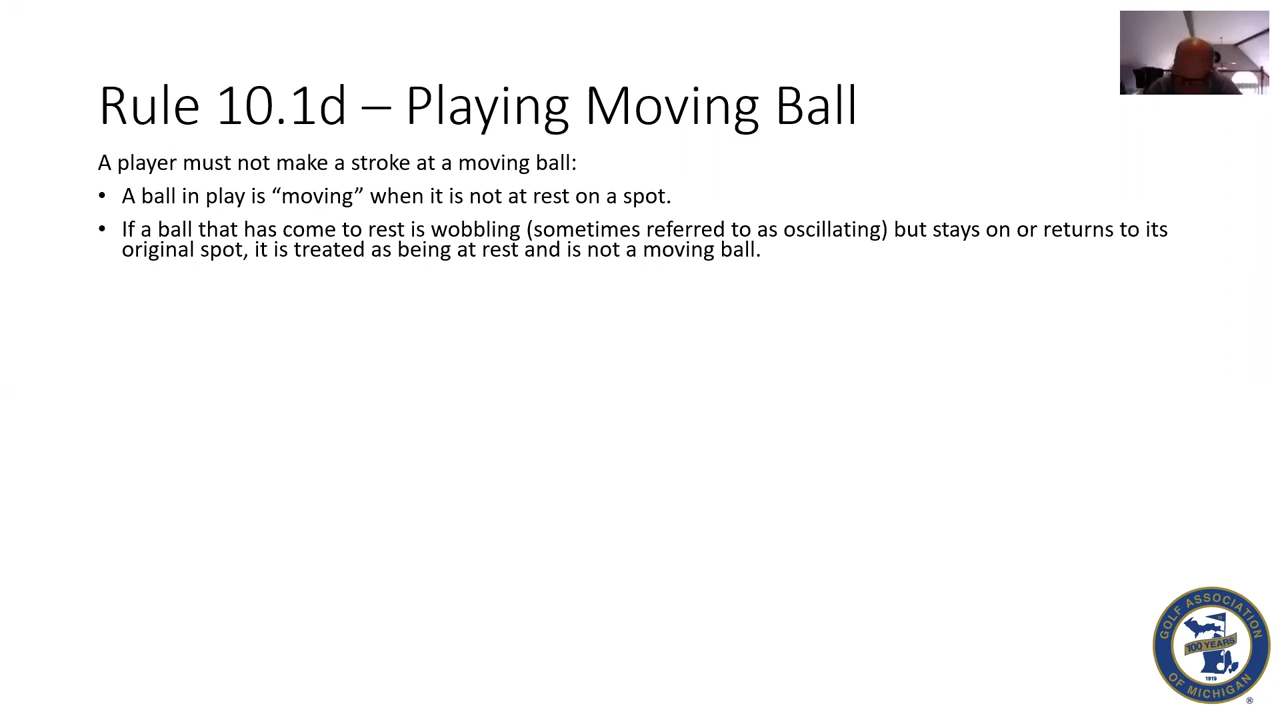 Rule 10.1d – Playing Moving Ball
A player must not make a stroke at a moving ball:
• A ball in play is “moving” when it is not at rest on a spot.
• If a ball that has come to rest is wobbling (sometimes referred to as oscillating) but stays on or returns to its
original spot, it is treated as being at rest and is not a moving ball.
GOLF ASSOCIATION
100 YEARS
1919
OF MICHIGAN
®